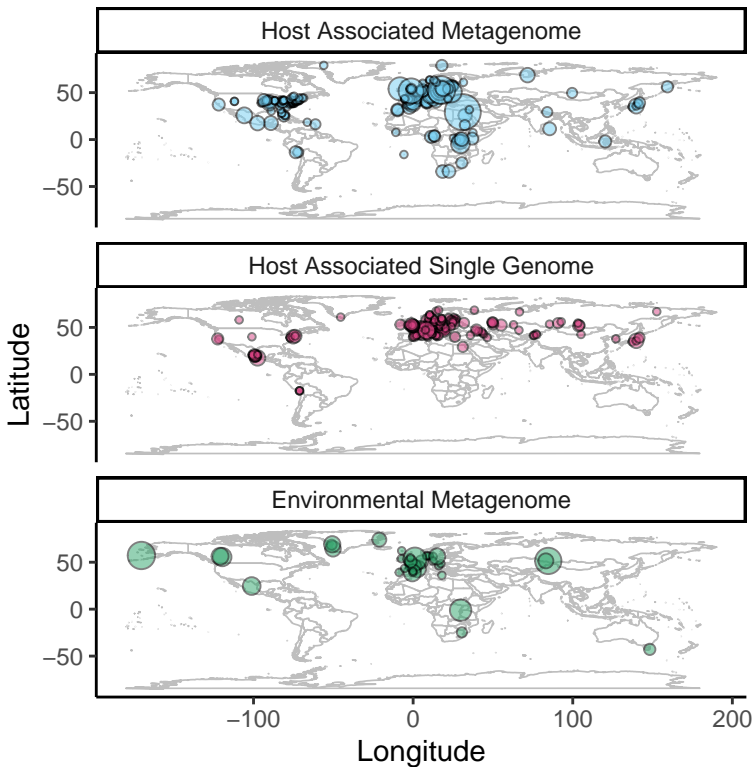 Host Associated Metagenome
50
0
−50
Host Associated Single Genome
50
0
−50
Latitude
Environmental Metagenome
50
0
−50
−100 0 100 200
Longitude